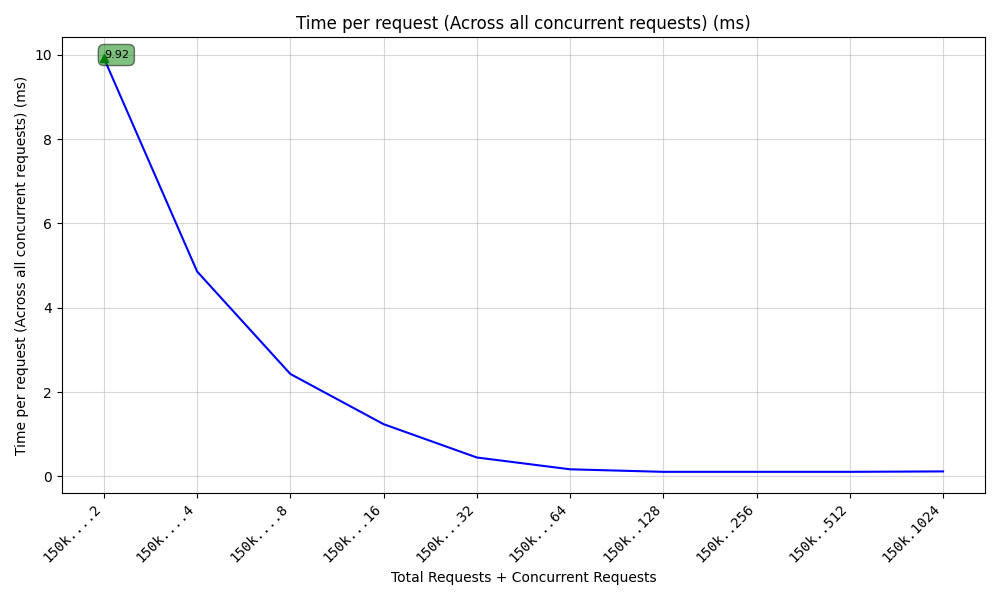 Time per request (Across all concurrent requests) (ms)
9.92
Time per request (Across all concurrent requests) (ms)
10
8
6
4
2
0
150k....2
150k....4
150k....8
150k...16
150k...32
150k...64
150k..128
150k..256
150k..512
150k.1024
Total Requests + Concurrent Requests